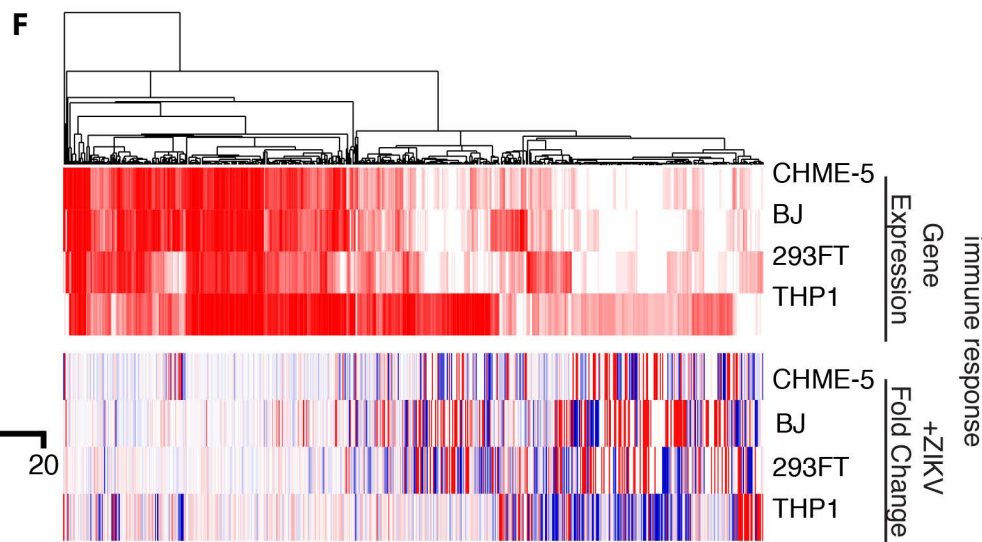 F
CHME-5
BJ
293FT
THP1
Gene
Expression
immune response
CHME-5
BJ
293FT
THP1
+ZIKV
Fold Change
20